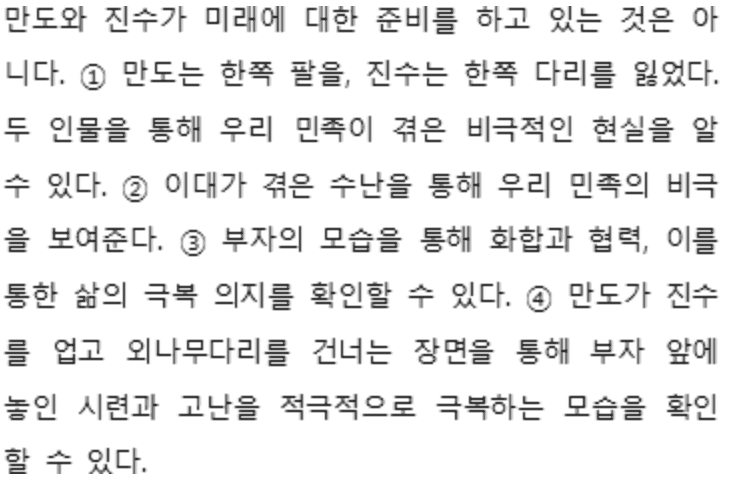 만도와 진수가 미래에 대한 준비를 하고 있는 것은 아
니다. ① 만도는 한쪽 팔을, 진수는 한쪽 다리를 잃었다.
두 인물을 통해 우리 민족이 겪은 비극적인 현실을 알
수 있다. ② 이대가 겪은 수난을 통해 우리 민족의 비극
을 보여준다. ③ 부자의 모습을 통해 화합과 협력, 이를
통한 삶의 극복 의지를 확인할 수 있다. ④ 만도가 진수
를 업고 외나무다리를 건너는 장면을 통해 부자 앞에
놓인 시련과 고난을 적극적으로 극복하는 모습을 확인
할 수 있다.